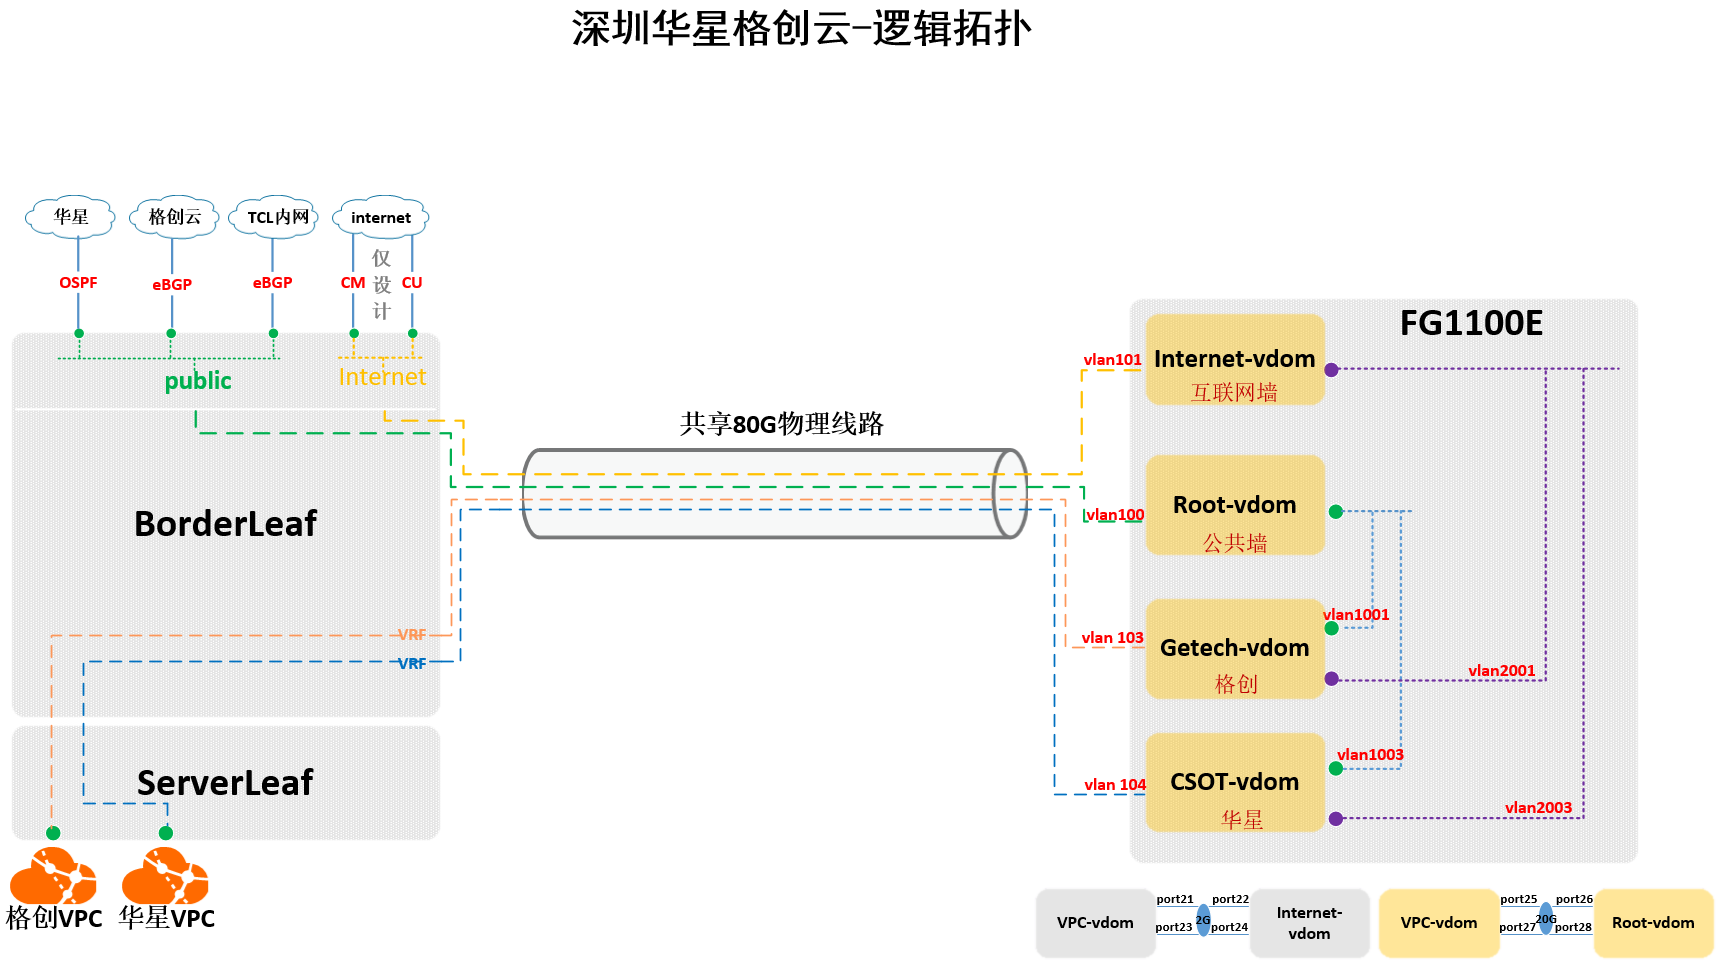 深圳华星格创云-逻辑拓扑
华星
格创云
TCL内网
internet
仅
设
计
OSPF
eBGP
eBGP
CM
CU
public
Internet
BorderLeaf
VRF
VRF
ServerLeaf
格创VPC
华星VPC
共享80G物理线路
FG1100E
vlan101
Internet-vdom
互联网墙
vlan100
Root-vdom
公共墙
vlan 103
Getech-vdom
格创
vlan1001
vlan2001
vlan 104
CSOT-vdom
华星
vlan1003
vlan2003
VPC-vdom
port21
port22
2G
port23
port24
Internet-
vdom
VPC-vdom
port25
port26
20G
port27
port28
Root-vdom